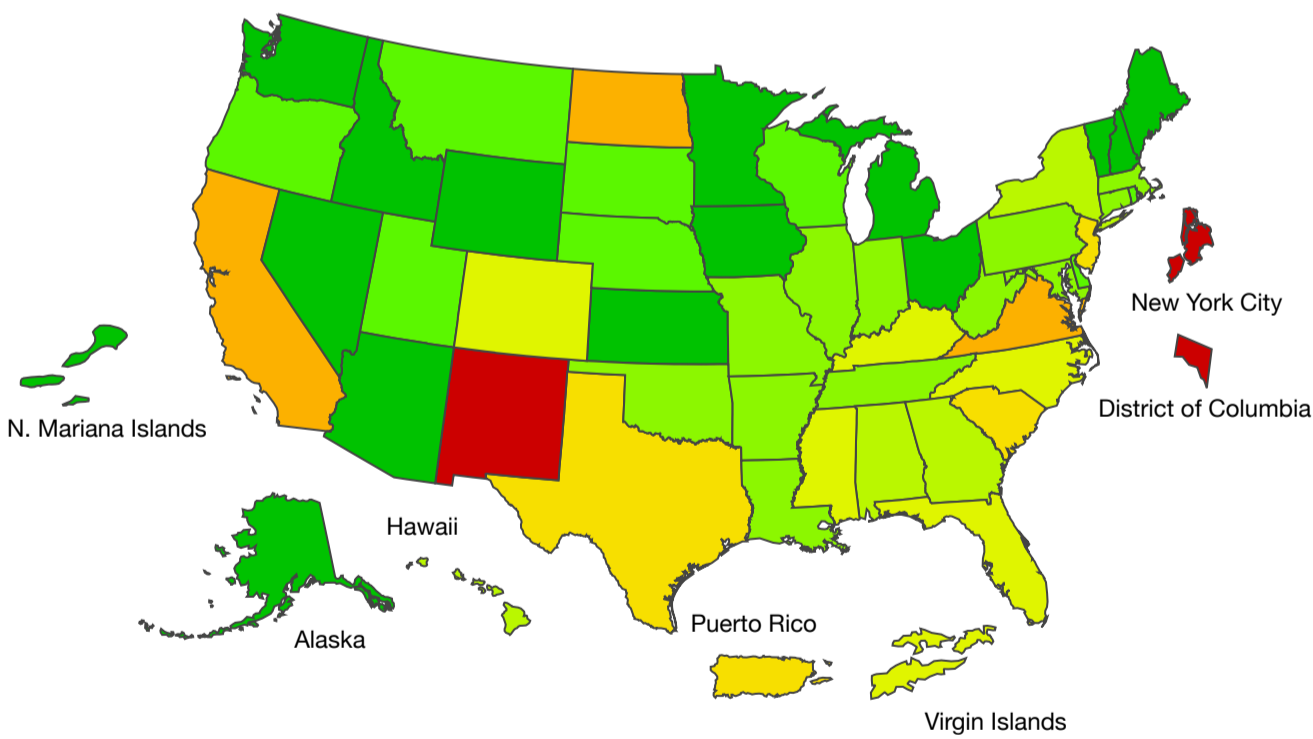 New York City
District of Columbia
N. Mariana Islands
Hawaii
Alaska
Puerto Rico
Virgin Islands